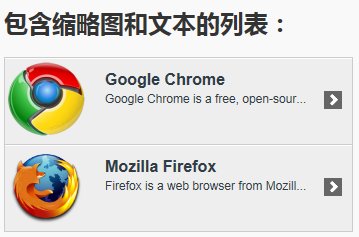 包含缩略图和文本的列表：
Google Chrome
Google Chrome is a free, open-sour...
Mozilla Firefox
Firefox is a web browser from Mozill...